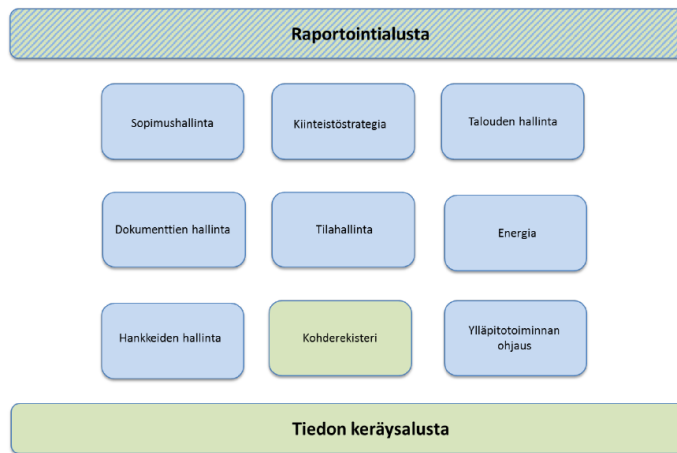 Raportointialusta
Sopimushallinta
Kiinteistöstrategia
Talouden hallinta
Dokumenttien hallinta
Tilahallinta
Energia
Hankkeiden hallinta
Kohderekisteri
Ylläpitotoiminnan
ohjaus
Tiedon keräysalusta